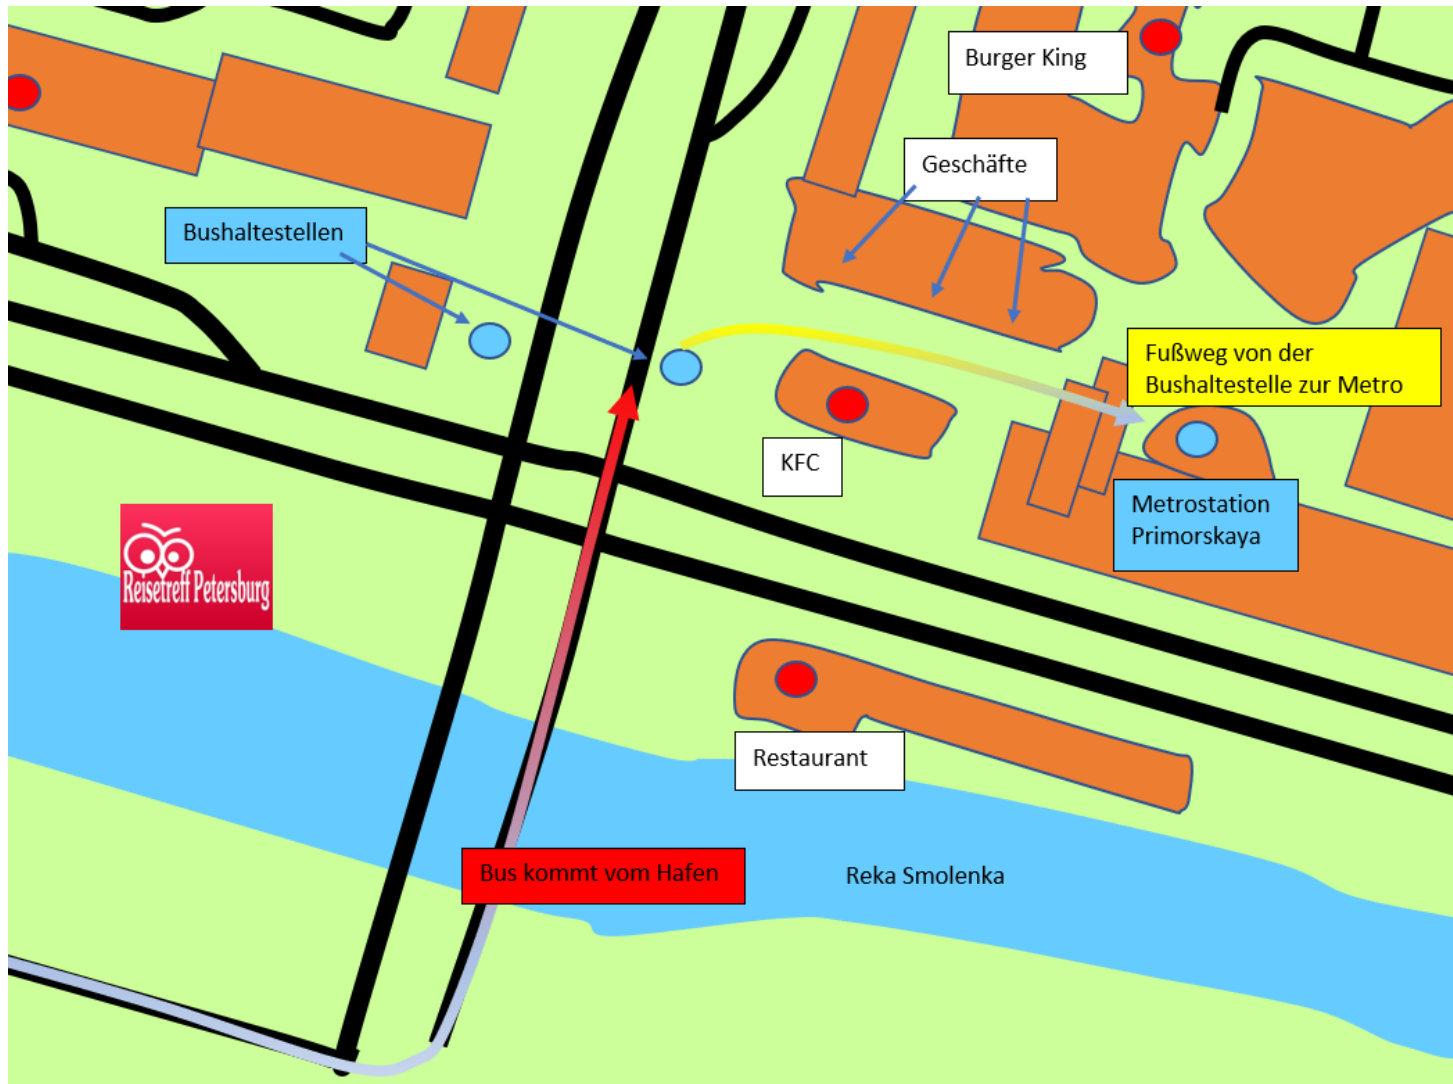 Burger King
Geschäfte
Bushaltestellen
Fußweg von der
Bushaltestelle zur Metro
KFC
Metrostation
Primorskaya
Reisetreff Petersburg
Restaurant
Bus kommt vom Hafen
Reka Smolenka